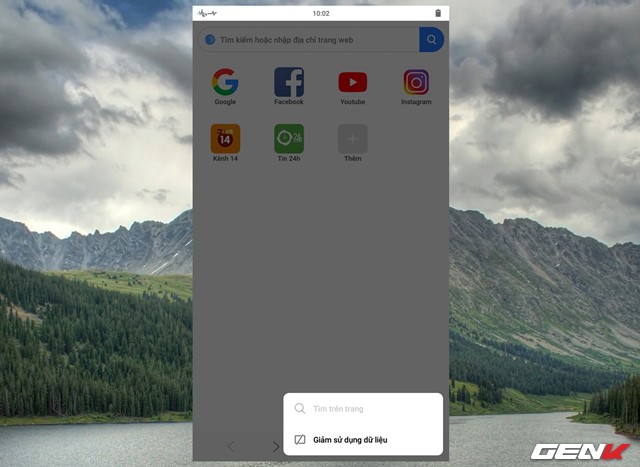 10:02
Tìm kiếm hoặc nhập địa chỉ trang web
Google
Facebook
Youtube
Instagram
14
24h
Kênh 14
Tin 24h
Thêm
Tìm trên trang
Giảm sử dụng dữ liệu
GENK